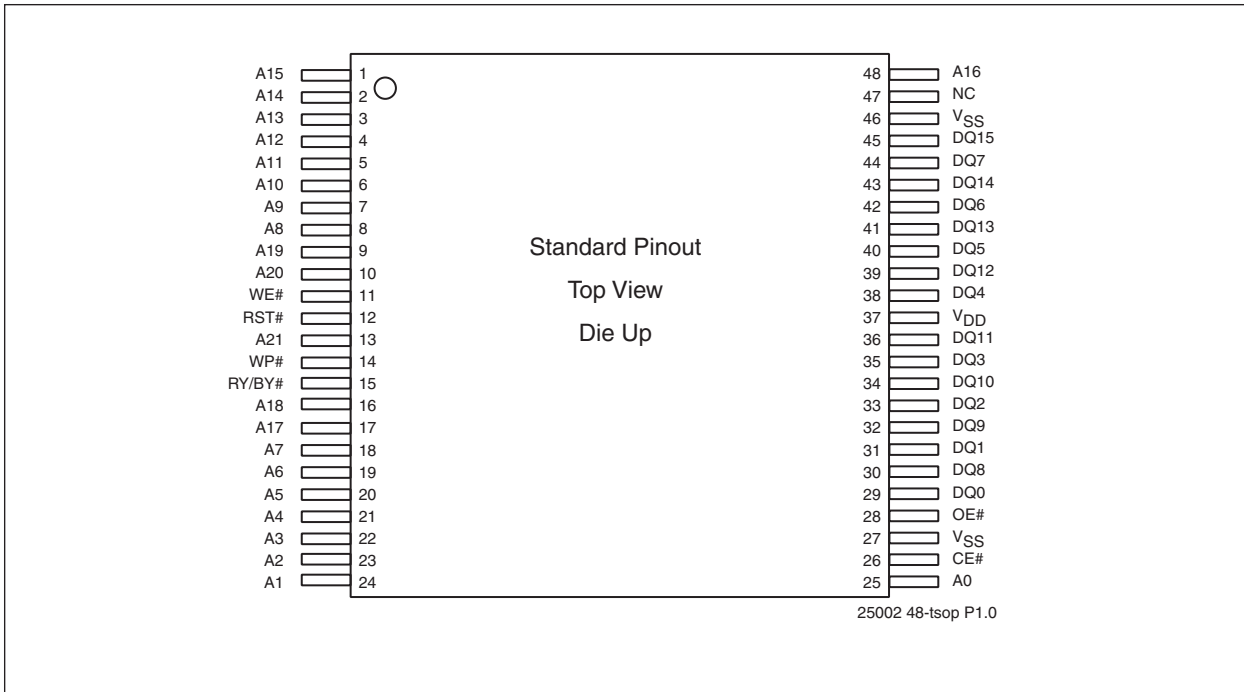 A15 1 48 A16
A14 2 47 NC
A13 3 46 VSS
A12 4 45 DQ15
A11 5 44 DQ7
A10 6 43 DQ14
A9 7 42 DQ6
A8 8 41 DQ13
A19 9 40 DQ5
A20 10 39 DQ12
WE# 11 38 DQ4
RST# 12 37 VDD
A21 13 36 DQ11
WP# 14 35 DQ3
RY/BY# 15 34 DQ10
A18 16 33 DQ2
A17 17 32 DQ9
A7 18 31 DQ1
A6 19 30 DQ8
A5 20 29 DQ0
A4 21 28 OE#
A3 22 27 VSS
A2 23 26 CE#
A1 24 25 A0
Standard Pinout
Top View
Die Up
25002 48-tsop P1.0